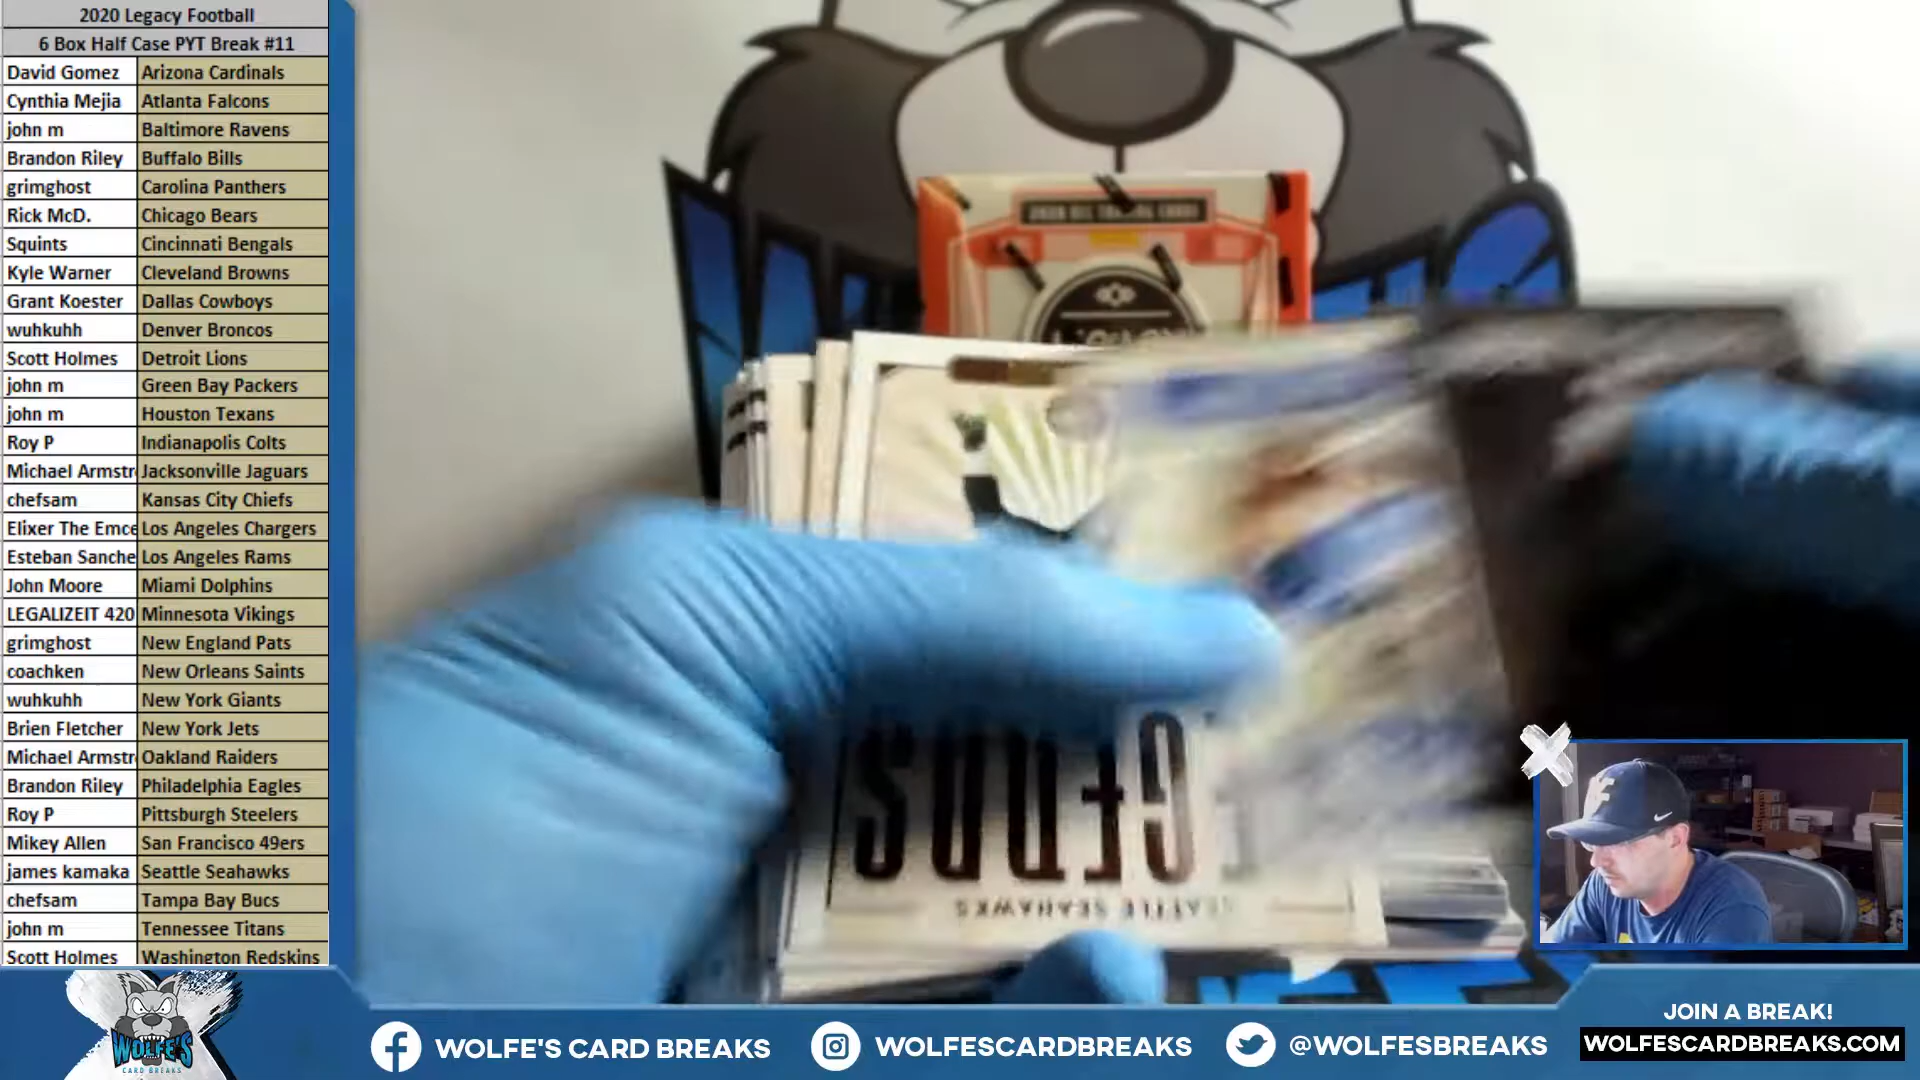 2020 Legacy Football
6 Box Half Case PYT Break #11
David Gomez Arizona Cardinals
Cynthia Mejia Atlanta Falcons
john m Baltimore Ravens
Brandon Riley Buffalo Bills
grimghost Carolina Panthers
Rick McD. Chicago Bears
Squints Cincinnati Bengals
Kyle Warner Cleveland Browns
Grant Koester Dallas Cowboys
wuhkuhh Denver Broncos
Scott Holmes Detroit Lions
john m Green Bay Packers
john m Houston Texans
Roy P Indianapolis Colts
Michael Armstr Jacksonville Jaguars
chefsam Kansas City Chiefs
Elixer The Emce Los Angeles Chargers
Esteban Sanche Los Angeles Rams
John Moore Miami Dolphins
LEGALIZEIT 420 Minnesota Vikings
grimghost New England Pats
coachken New Orleans Saints
wuhkuhh New York Giants
Brien Fletcher New York Jets
Michael Armstr Oakland Raiders
Brandon Riley Philadelphia Eagles
Roy P Pittsburgh Steelers
Mikey Allen San Francisco 49ers
james kamaka Seattle Seahawks
chefsam Tampa Bay Bucs
john m Tennessee Titans
Scott Holmes Washington Redskins
SEATTLE SEAHAWKS
WOLFE'S
CARD BREAKS
WOLFE'S CARD BREAKS
WOLFESCARDBREAKS
@WOLFESBREAKS
JOIN A BREAK!
WOLFESCARDBREAKS.COM